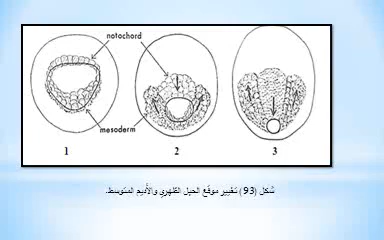 notochord
mesoderm
1 2 3
شكل (93) تغيير موقع الحبل الظهري والأديم المتوسط.